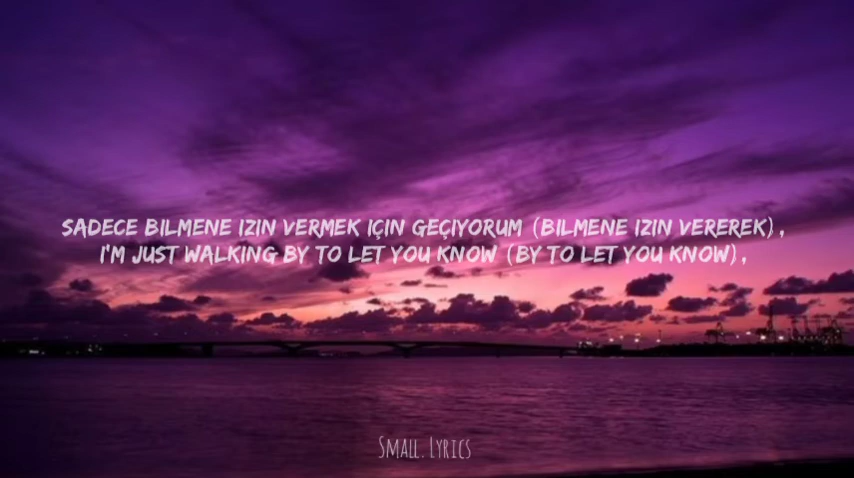 SADECE BILMENE IZIN VERMEK IÇIN GEÇIYORUM (BILMENE IZIN VEREREK),
I'M JUST WALKING BY TO LET YOU KNOW (BY TO LET YOU KNOW),
SMALL. LYRICS